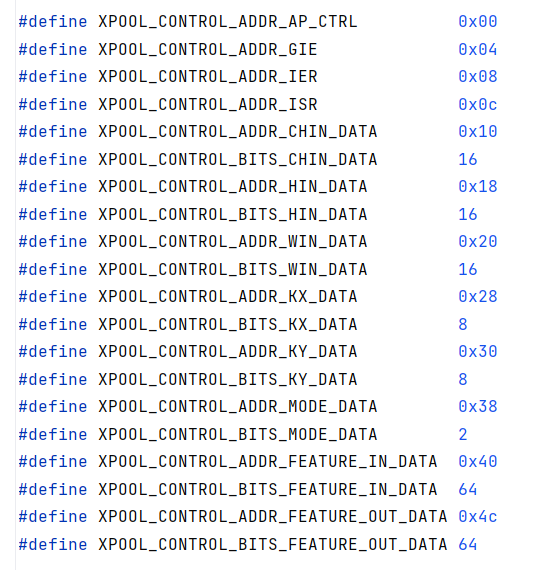 #define XPOOL_CONTROL_ADDR_AP_CTRL 0x00
#define XPOOL_CONTROL_ADDR_GIE 0x04
#define XPOOL_CONTROL_ADDR_IER 0x08
#define XPOOL_CONTROL_ADDR_ISR 0x0c
#define XPOOL_CONTROL_ADDR_CHIN_DATA 0x10
#define XPOOL_CONTROL_BITS_CHIN_DATA 16
#define XPOOL_CONTROL_ADDR_HIN_DATA 0x18
#define XPOOL_CONTROL_BITS_HIN_DATA 16
#define XPOOL_CONTROL_ADDR_WIN_DATA 0x20
#define XPOOL_CONTROL_BITS_WIN_DATA 16
#define XPOOL_CONTROL_ADDR_KX_DATA 0x28
#define XPOOL_CONTROL_BITS_KX_DATA 8
#define XPOOL_CONTROL_ADDR_KY_DATA 0x30
#define XPOOL_CONTROL_BITS_KY_DATA 8
#define XPOOL_CONTROL_ADDR_MODE_DATA 0x38
#define XPOOL_CONTROL_BITS_MODE_DATA 2
#define XPOOL_CONTROL_ADDR_FEATURE_IN_DATA 0x40
#define XPOOL_CONTROL_BITS_FEATURE_IN_DATA 64
#define XPOOL_CONTROL_ADDR_FEATURE_OUT_DATA 0x4c
#define XPOOL_CONTROL_BITS_FEATURE_OUT_DATA 64